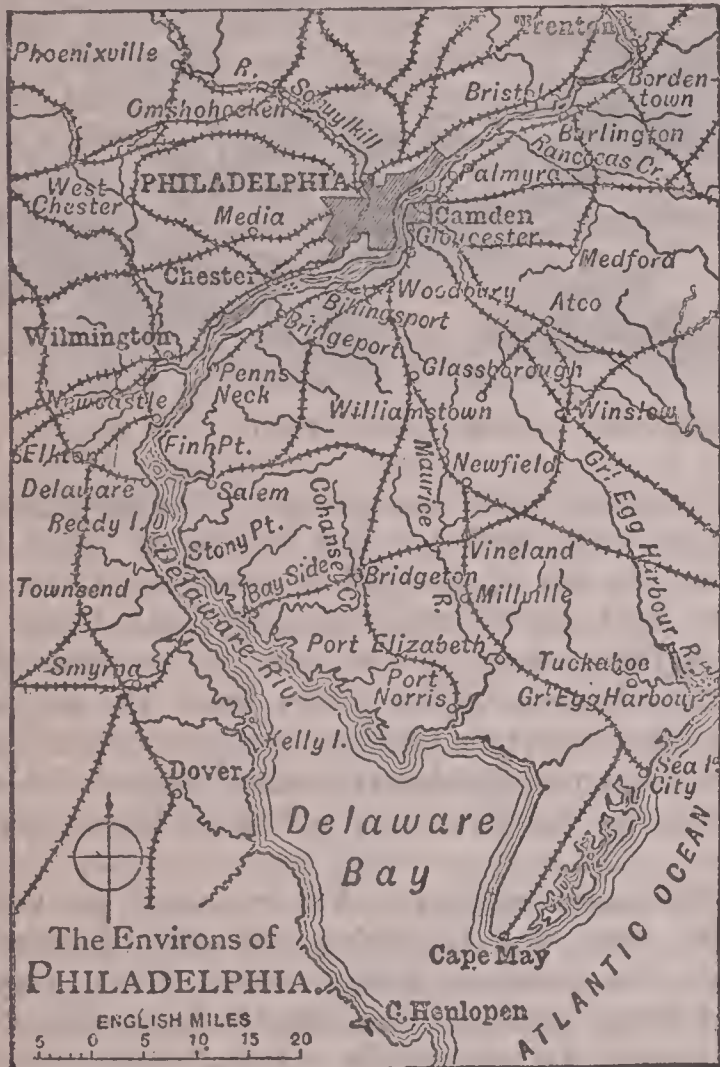 Trenton
Phoenixville
R. Schuylkill
Borden-
town
Bristol
Omshohocken
Burlington
Rancocas Cr.
West
Chester
PHILADELPHIA
Palmyra
Media
Camden
Gloucester
Medford
Chester
Woodbury
Billingsport
Atco
Bridgeport
Wilmington
Penns
Neck
Glassborough
Newcastle
Williamstown
Winslow
Finn Pt.
Elkton
Maurice R.
Newfield
Gr. Egg Harbour R.
Delaware
Salem
Cohansey Cr.
Ready I.
Stony Pt.
Vineland
Delaware Riv.
Bay Side
Bridgeton
Townsend
Millville
Port Elizabeth
Smyrna
Tuckahoe
Port
Norris
Gr. Egg Harbour
Kelly I.
Dover
Sea Is
City
Delaware
Bay
ATLANTIC OCEAN
The Environs of
PHILADELPHIA.
Cape May
C. Henlopen
ENGLISH MILES
5 0 5 10 15 20